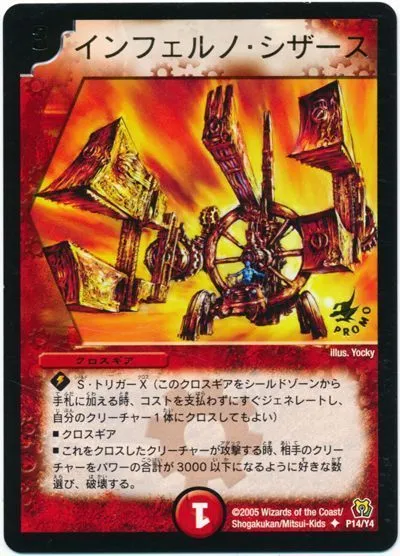 3
インフェルノ・シザース
PROMO
illus. Yocky
クロスギア
S・トリガーX（このクロスギアをシールドゾーンから
手札に加える時、コストを支払わずにすぐジェネレートし、
自分のクリーチャー1体にクロスしてもよい）
■クロスギア
■これをクロスしたクリーチャーが攻撃する時、相手のクリー
チャーをパワーの合計が3000以下になるように好きな数
選び、破壊する。
1
©2005 Wizards of the Coast/
Shogakukan/Mitsui-Kids ✦ P14/Y4